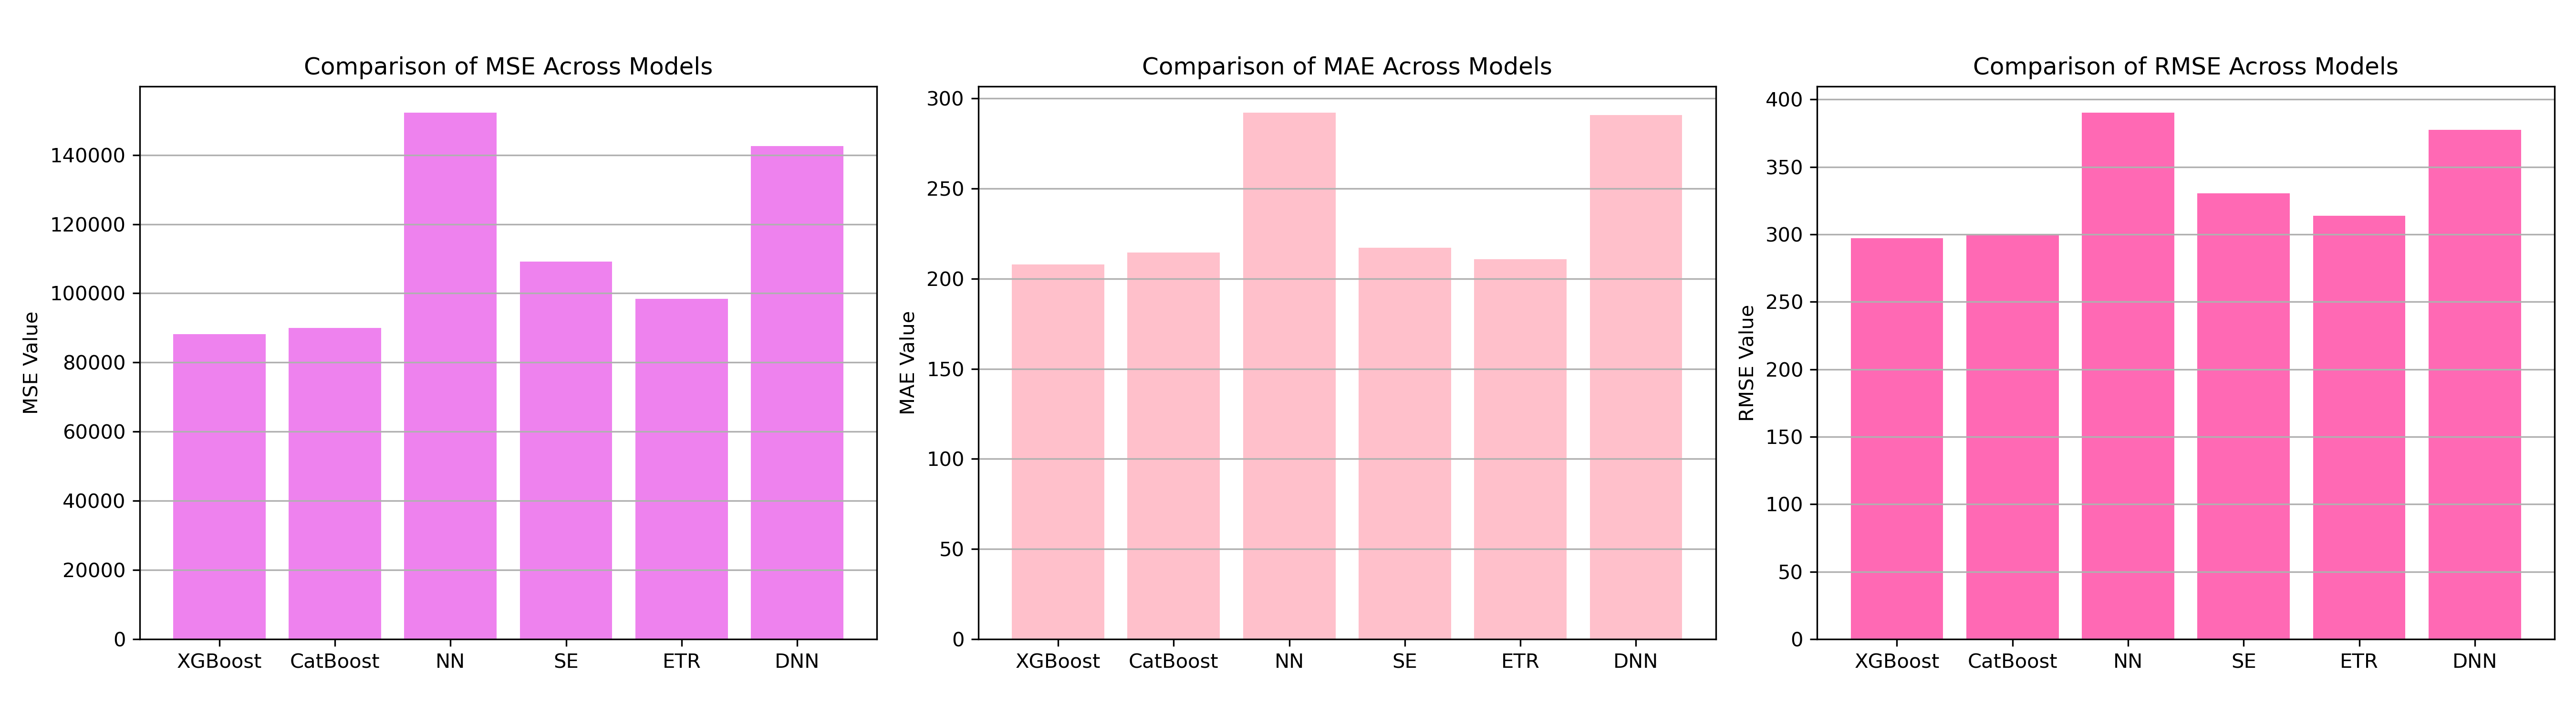 Comparison of MSE Across Models
MSE Value
140000
120000
100000
80000
60000
40000
20000
0
XGBoost CatBoost NN SE ETR DNN
Comparison of MAE Across Models
MAE Value
300
250
200
150
100
50
0
XGBoost CatBoost NN SE ETR DNN
Comparison of RMSE Across Models
RMSE Value
400
350
300
250
200
150
100
50
0
XGBoost CatBoost NN SE ETR DNN